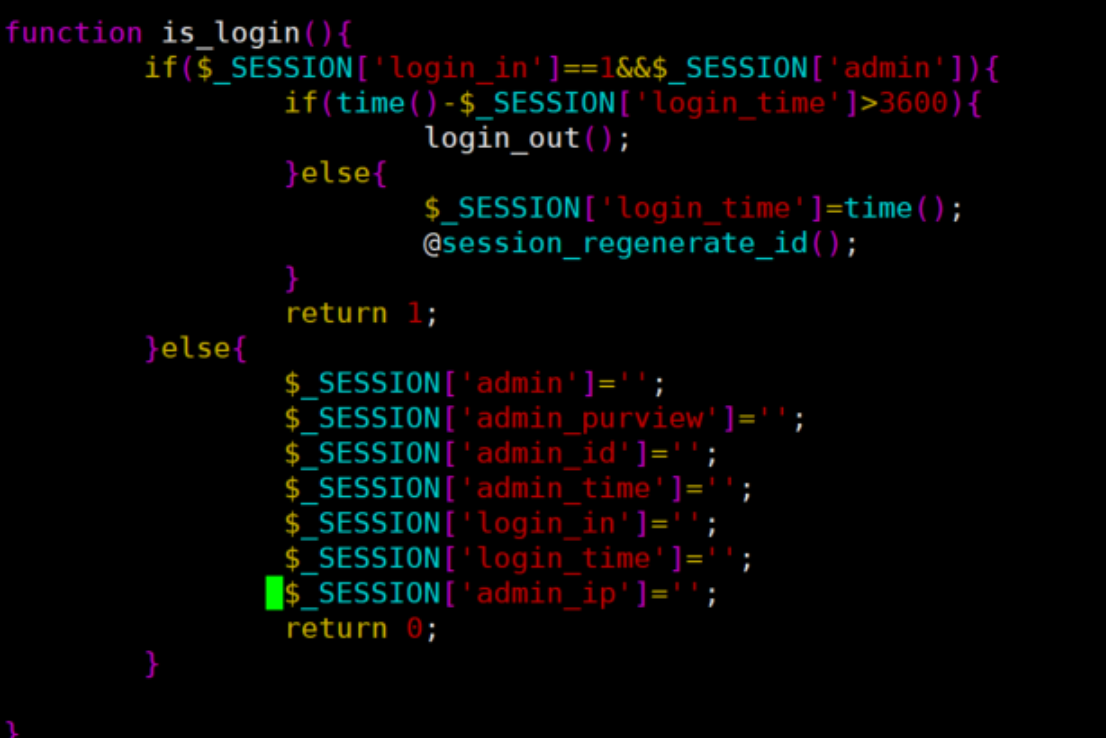 function is_login(){
        if($_SESSION['login_in']==1&&$_SESSION['admin']){
                if(time()-$_SESSION['login_time']>3600){
                        login_out();
                }else{
                        $_SESSION['login_time']=time();
                        @session_regenerate_id();
                }
                return 1;
        }else{
                $_SESSION['admin']='';
                $_SESSION['admin_purview']='';
                $_SESSION['admin_id']='';
                $_SESSION['admin_time']='';
                $_SESSION['login_in']='';
                $_SESSION['login_time']='';
                $_SESSION['admin_ip']='';
                return 0;
        }
}